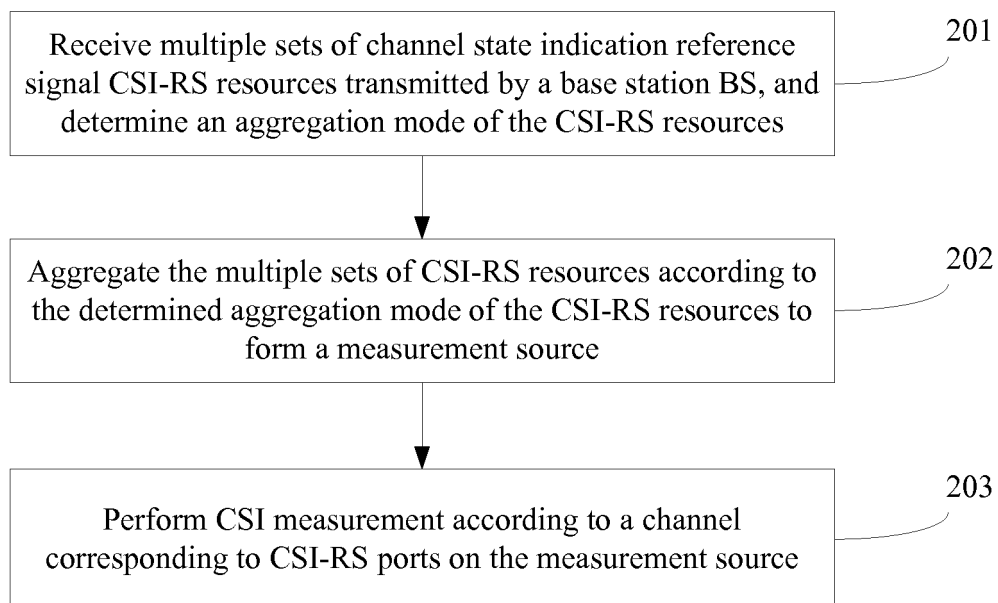 Receive multiple sets of channel state indication reference
signal CSI-RS resources transmitted by a base station BS, and
determine an aggregation mode of the CSI-RS resources
201
Aggregate the multiple sets of CSI-RS resources according to
the determined aggregation mode of the CSI-RS resources to
form a measurement source
202
Perform CSI measurement according to a channel
corresponding to CSI-RS ports on the measurement source
203